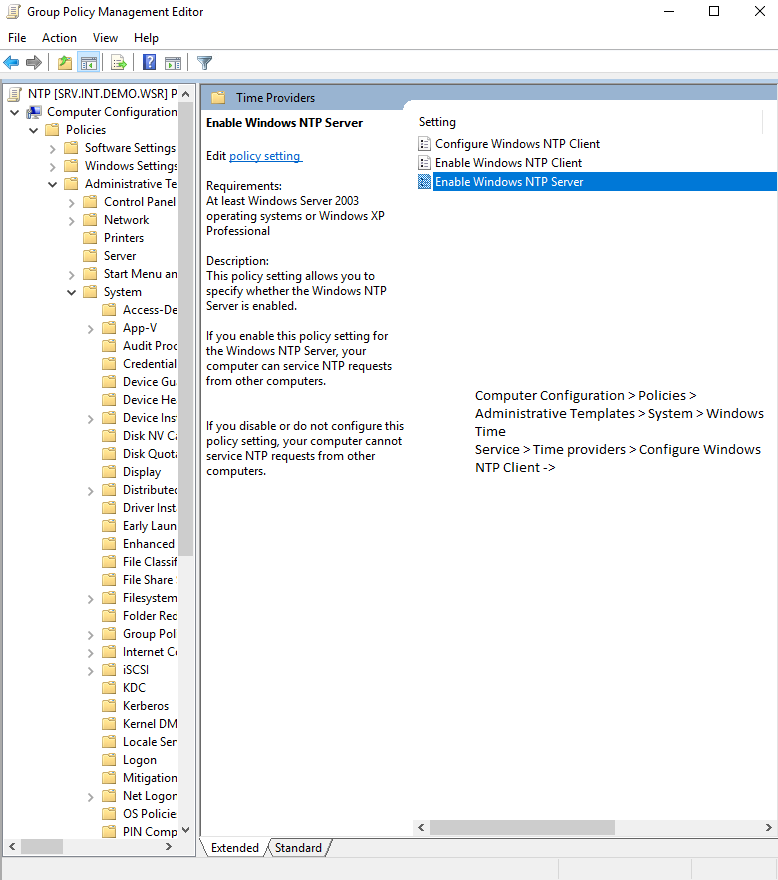 Group Policy Management Editor
File Action View Help
NTP [SRV.INT.DEMO.WSR] P
Computer Configuration
Policies
Software Settings
Windows Settings
Administrative Te
Control Panel
Network
Printers
Server
Start Menu an
System
Access-De
App-V
Audit Proc
Credential
Device Gu
Device He
Device Ins
Disk NV Ca
Disk Quota
Display
Distributed
Driver Inst
Early Laun
Enhanced
File Classif
File Share
Filesystem
Folder Red
Group Pol
Internet Co
iSCSI
KDC
Kerberos
Kernel DM
Locale Ser
Logon
Mitigation
Net Logon
OS Policie
PIN Comp
Time Providers
Enable Windows NTP Server
Edit policy setting
Requirements:
At least Windows Server 2003
operating systems or Windows XP
Professional
Description:
This policy setting allows you to
specify whether the Windows NTP
Server is enabled.
If you enable this policy setting for
the Windows NTP Server, your
computer can service NTP requests
from other computers.
If you disable or do not configure this
policy setting, your computer cannot
service NTP requests from other
computers.
Setting
Configure Windows NTP Client
Enable Windows NTP Client
Enable Windows NTP Server
Computer Configuration > Policies >
Administrative Templates > System > Windows
Time
Service > Time providers > Configure Windows
NTP Client ->
Extended Standard